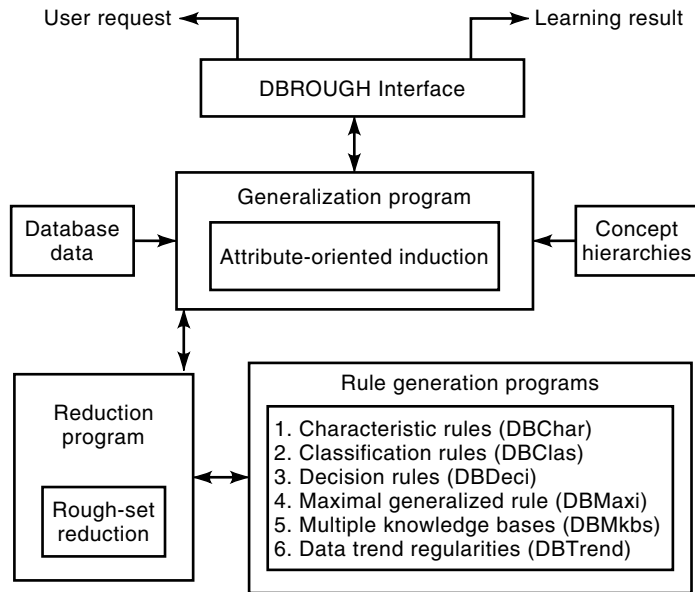 User request
Learning result
DBROUGH Interface
Generalization program
Attribute-oriented induction
Database
data
Concept
hierarchies
Reduction
program
Rough-set
reduction
Rule generation programs
1. Characteristic rules (DBChar)
2. Classification rules (DBClas)
3. Decision rules (DBDeci)
4. Maximal generalized rule (DBMaxi)
5. Multiple knowledge bases (DBMkbs)
6. Data trend regularities (DBTrend)